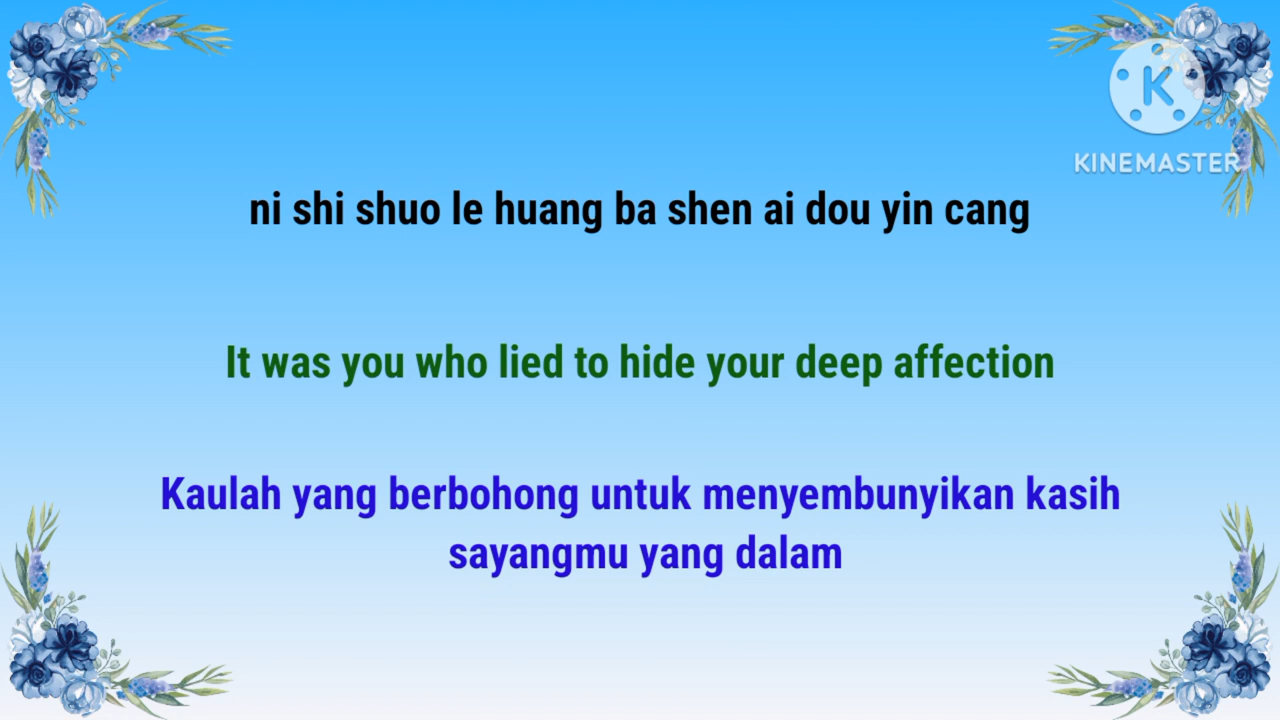 KINEMASTER
ni shi shuo le huang ba shen ai dou yin cang
It was you who lied to hide your deep affection
Kaulah yang berbohong untuk menyembunyikan kasih
sayangmu yang dalam